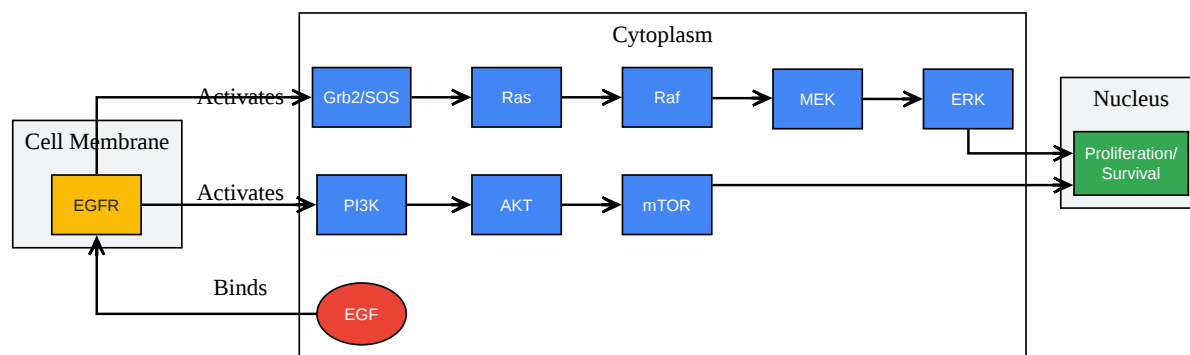 Cytoplasm
Activates
Grb2/SOS
Ras
Raf
MEK
ERK
Nucleus
Cell Membrane
Proliferation/
Survival
EGFR
Activates
PI3K
AKT
mTOR
Binds
EGF